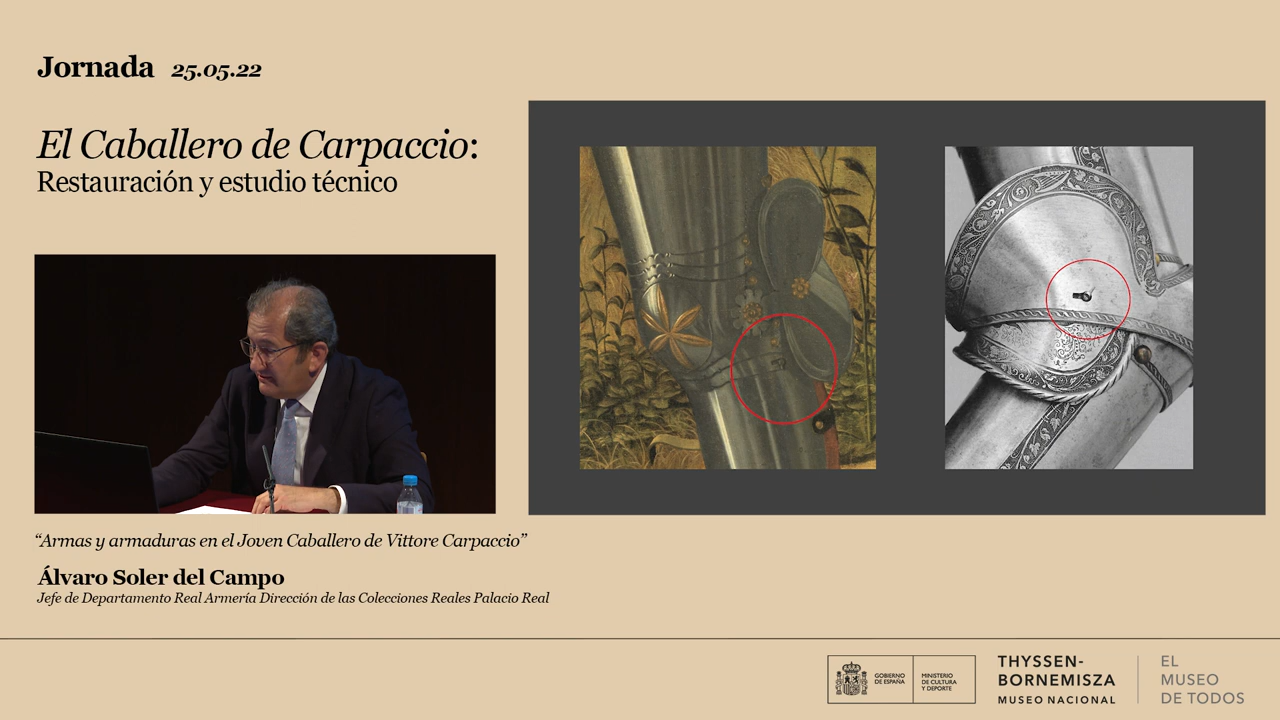 Jornada 25.05.22
El Caballero de Carpaccio:
Restauración y estudio técnico
“Armas y armaduras en el Joven Caballero de Vittore Carpaccio”
Álvaro Soler del Campo
Jefe de Departamento Real Armería Dirección de las Colecciones Reales Palacio Real
GOBIERNO
DE ESPAÑA
MINISTERIO
DE CULTURA
Y DEPORTE
THYSSEN-
BORNEMISZA
MUSEO NACIONAL
EL
MUSEO
DE TODOS